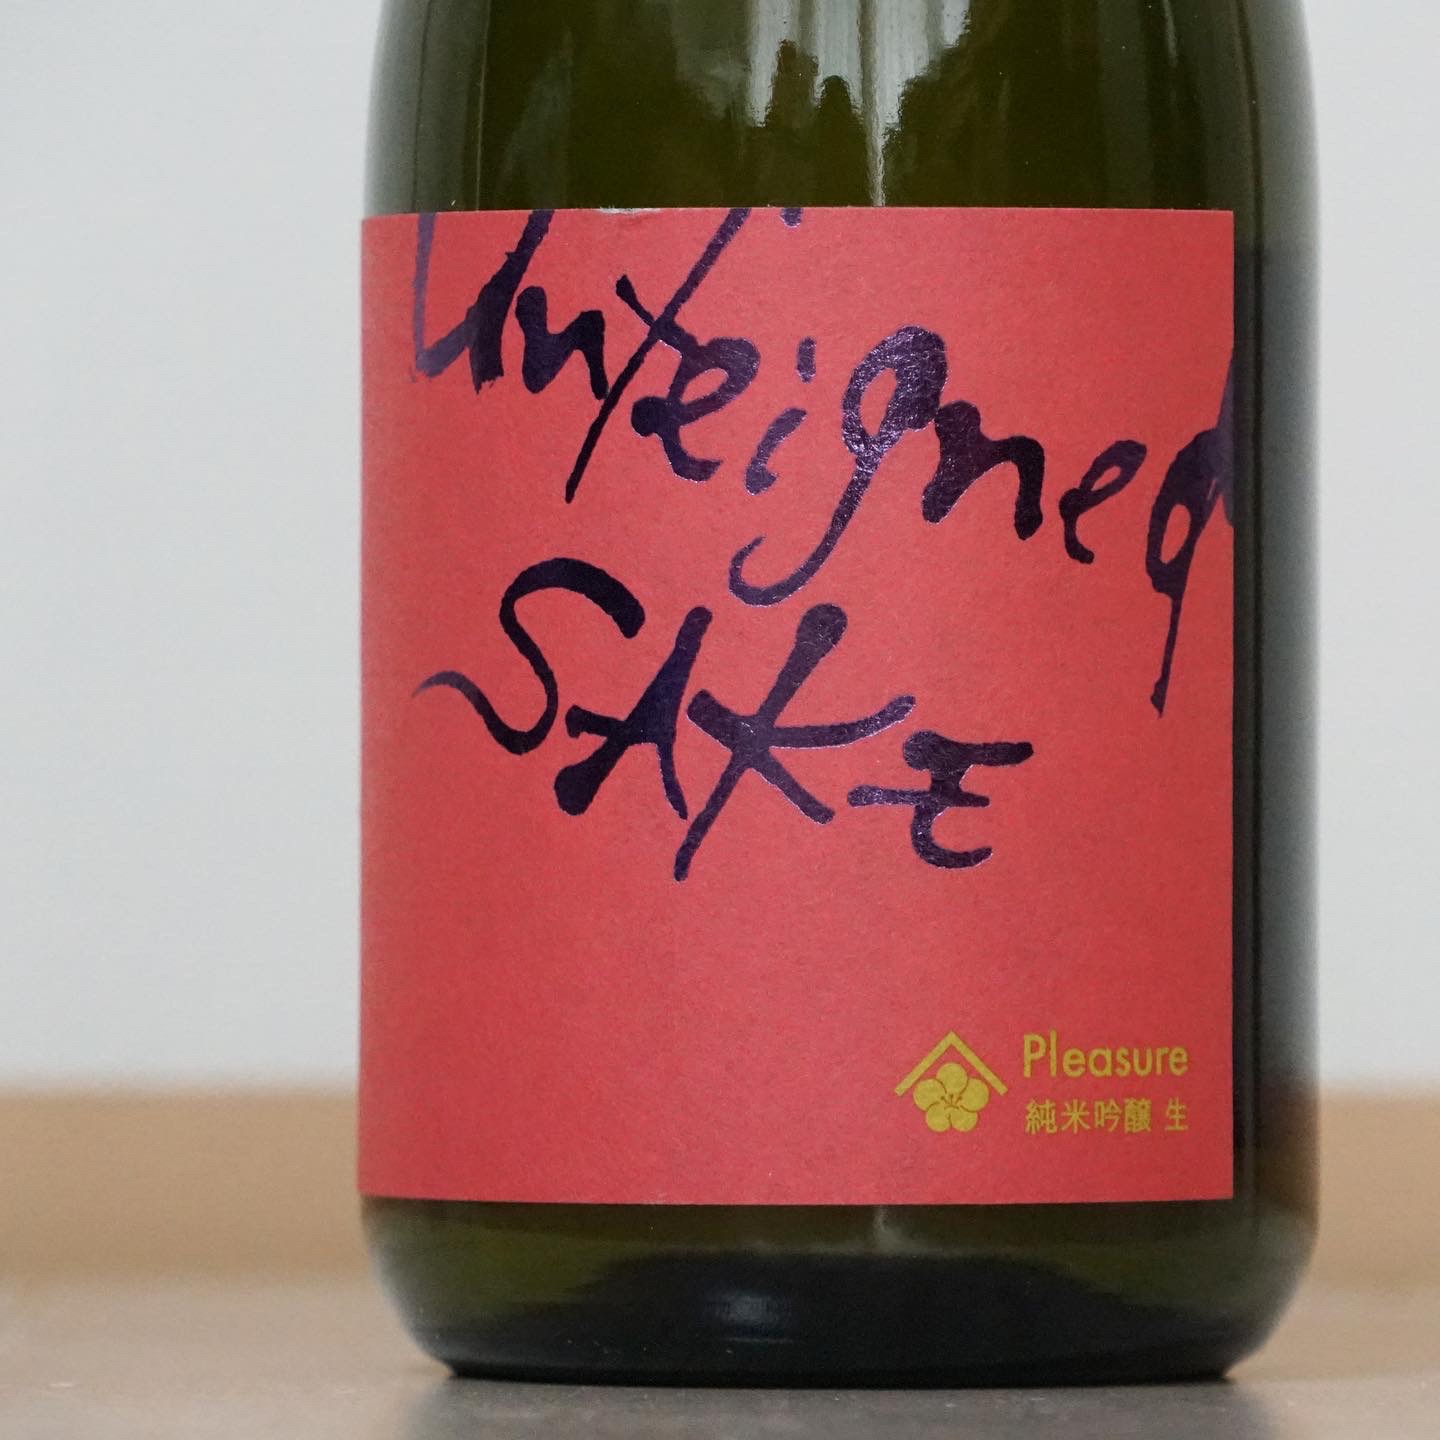 Unfeigned
SAKE
Pleasure
純米吟醸 生